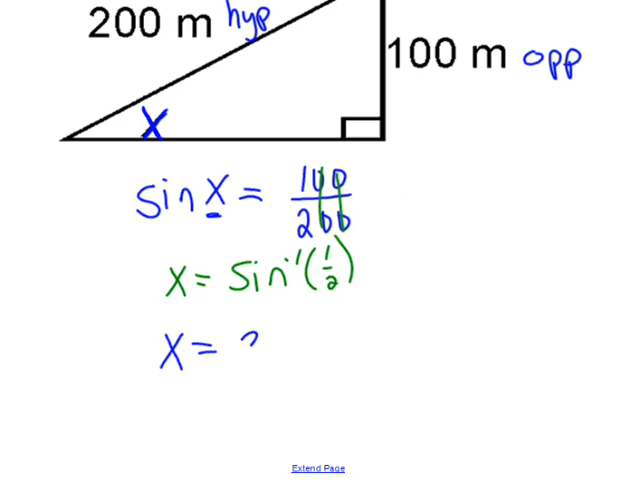 200 m hyp
100 m opp
X
sin x = 100/200
x = sin⁻¹(1/2)
x =
Extend Page